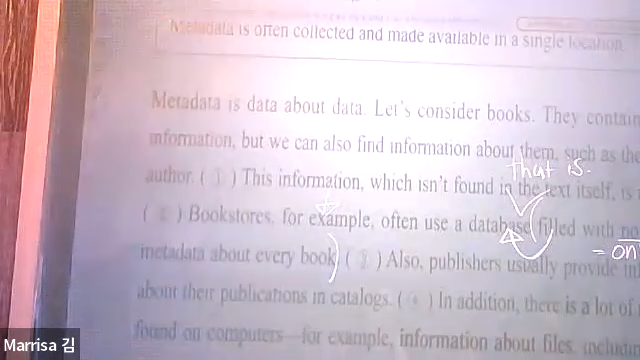 Metadata is often collected and made available in a single location.
Metadata is data about data. Let's consider books. They contain
information, but we can also find information about them, such as the
that is.
author. ( ① ) This information, which isn't found in the text itself, is
( ② ) Bookstores, for example, often use a database filled with no
= on
metadata about every book. ( ③ ) Also, publishers usually provide in
about their publications in catalogs. ( ④ ) In addition, there is a lot of
found on computers—for example, information about files, includin
Marrisa 김